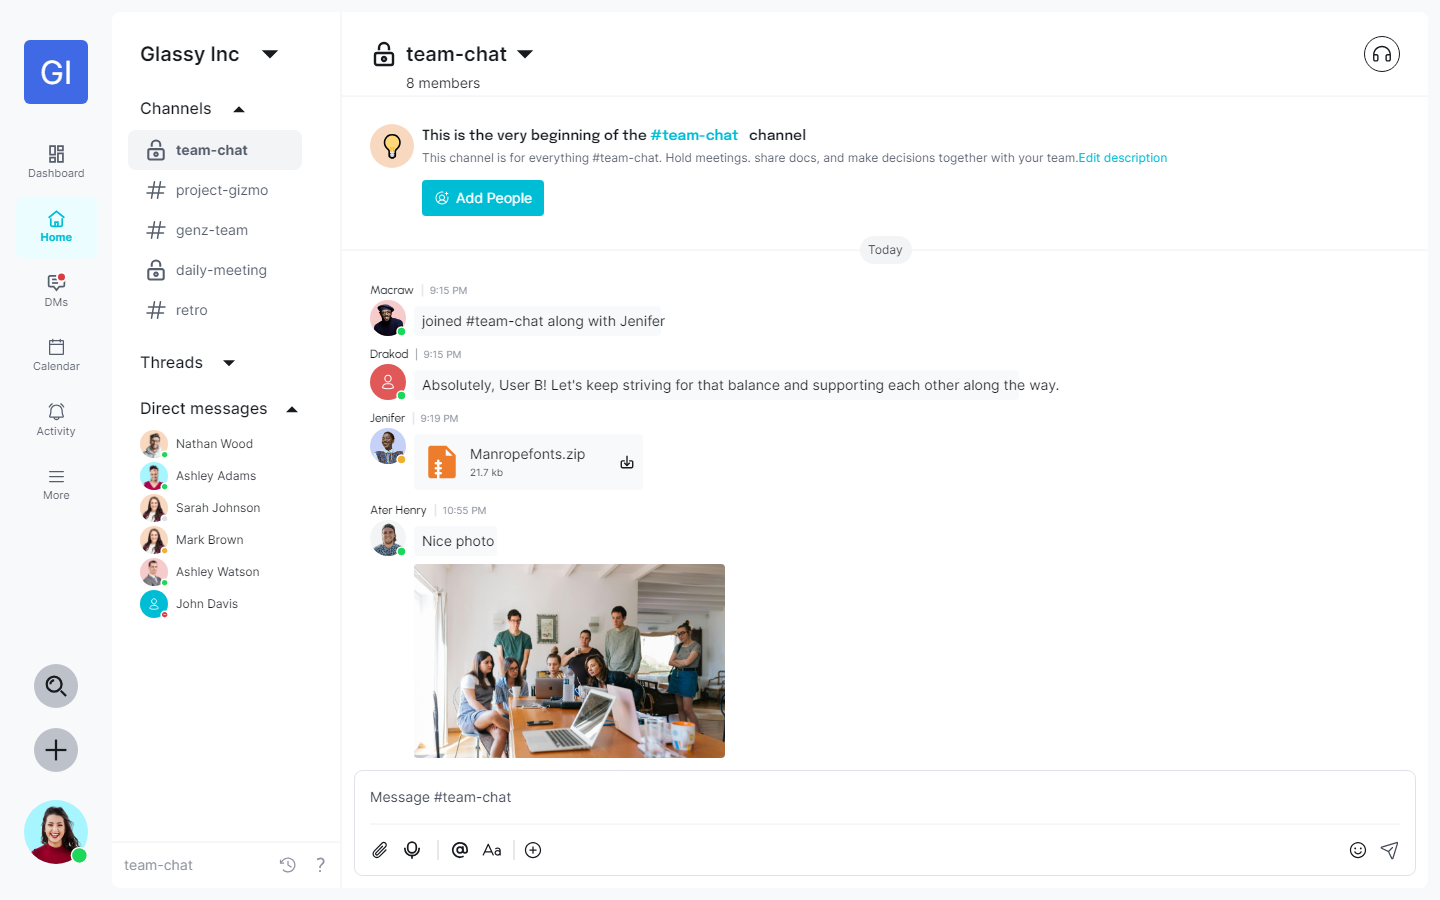 GI
Dashboard
Home
DMs
Calendar
Activity
More
Glassy Inc
Channels
team-chat
project-gizmo
genz-team
daily-meeting
retro
Threads
Direct messages
Nathan Wood
Ashley Adams
Sarah Johnson
Mark Brown
Ashley Watson
John Davis
team-chat
?
team-chat
8 members
This is the very beginning of the #team-chat channel
This channel is for everything #team-chat. Hold meetings. share docs, and make decisions together with your team.Edit description
Add People
Today
Macraw | 9:15 PM
joined #team-chat along with Jenifer
Drakod | 9:15 PM
Absolutely, User B! Let's keep striving for that balance and supporting each other along the way.
Jenifer | 9:19 PM
Manropefonts.zip
21.7 kb
Ater Henry | 10:55 PM
Nice photo
Message #team-chat
@ Aa